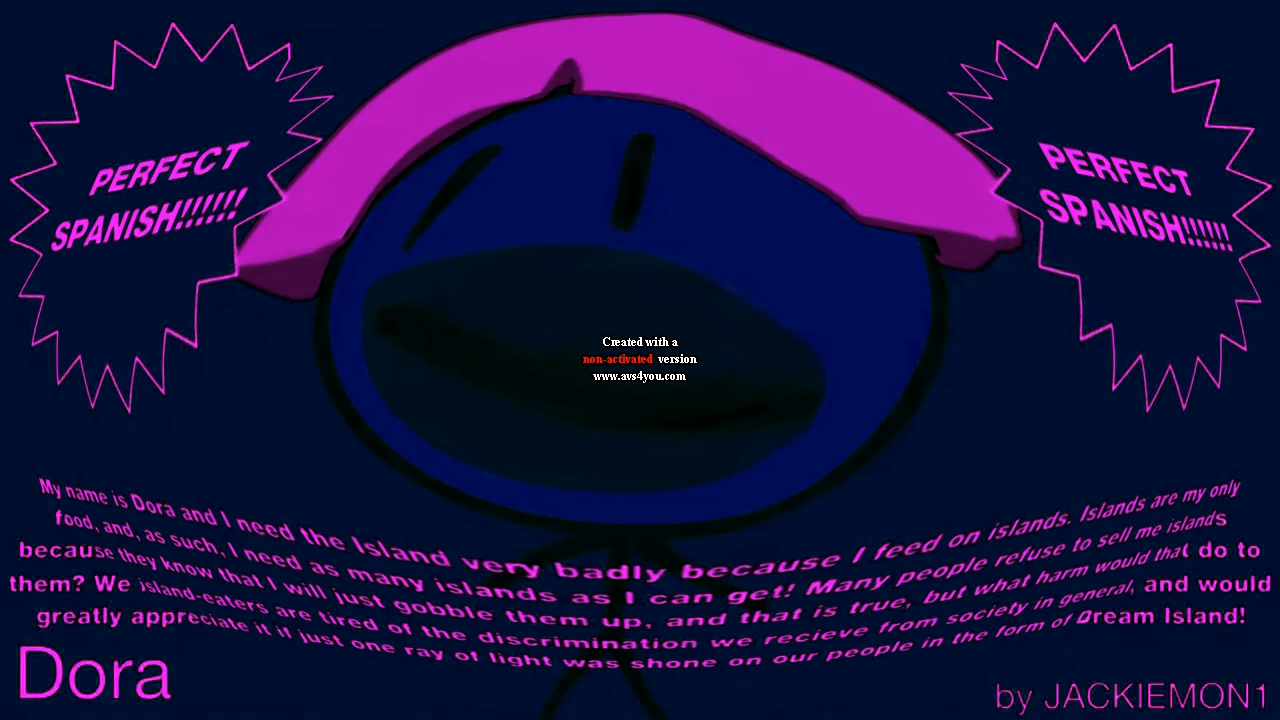 PERFECT
SPANISH!!!!!!
PERFECT
SPANISH!!!!!!
Created with a
non-activated version
www.avs4you.com
My name is Dora and I need the Island very badly because I feed on islands. Islands are my only
food, and, as such, I need as many islands as I can get! Many people refuse to sell me islands
because they know that I will just gobble them up, and that is true, but what harm would that do to
them? We island-eaters are tired of the discrimination we recieve from society in general, and would
greatly appreciate it if just one ray of light was shone on our people in the form of Dream Island!
Dora
by JACKIEMON1